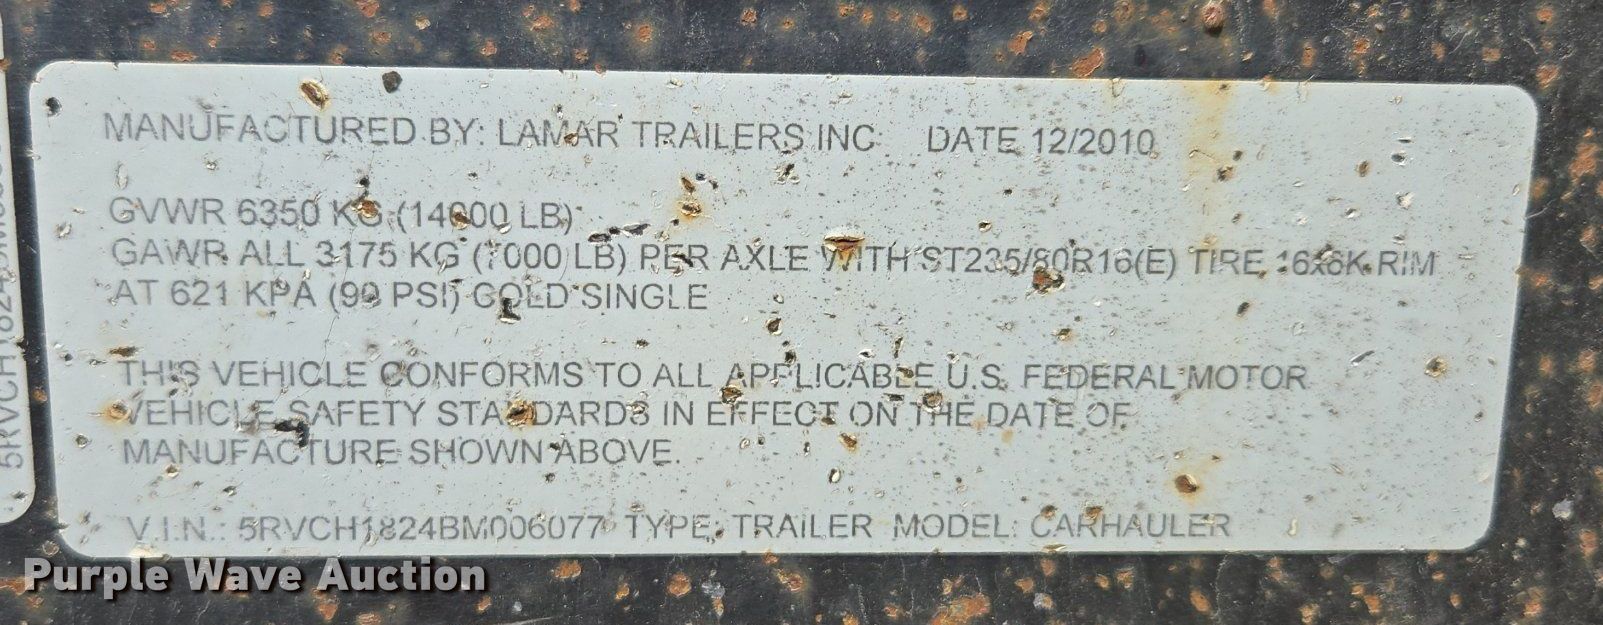 MANUFACTURED BY: LAMAR TRAILERS INC DATE 12/2010
GVWR 6350 KG (14000 LB)
GAWR ALL 3175 KG (7000 LB) PER AXLE WITH ST235/80R16(E) TIRE 16x6K RIM
AT 621 KPA (90 PSI) COLD SINGLE
THIS VEHICLE CONFORMS TO ALL APPLICABLE U.S. FEDERAL MOTOR
VEHICLE SAFETY STANDARDS IN EFFECT ON THE DATE OF
MANUFACTURE SHOWN ABOVE.
V.I.N.: 5RVCH1824BM006077 TYPE: TRAILER MODEL: CARHAULER
Purple Wave Auction